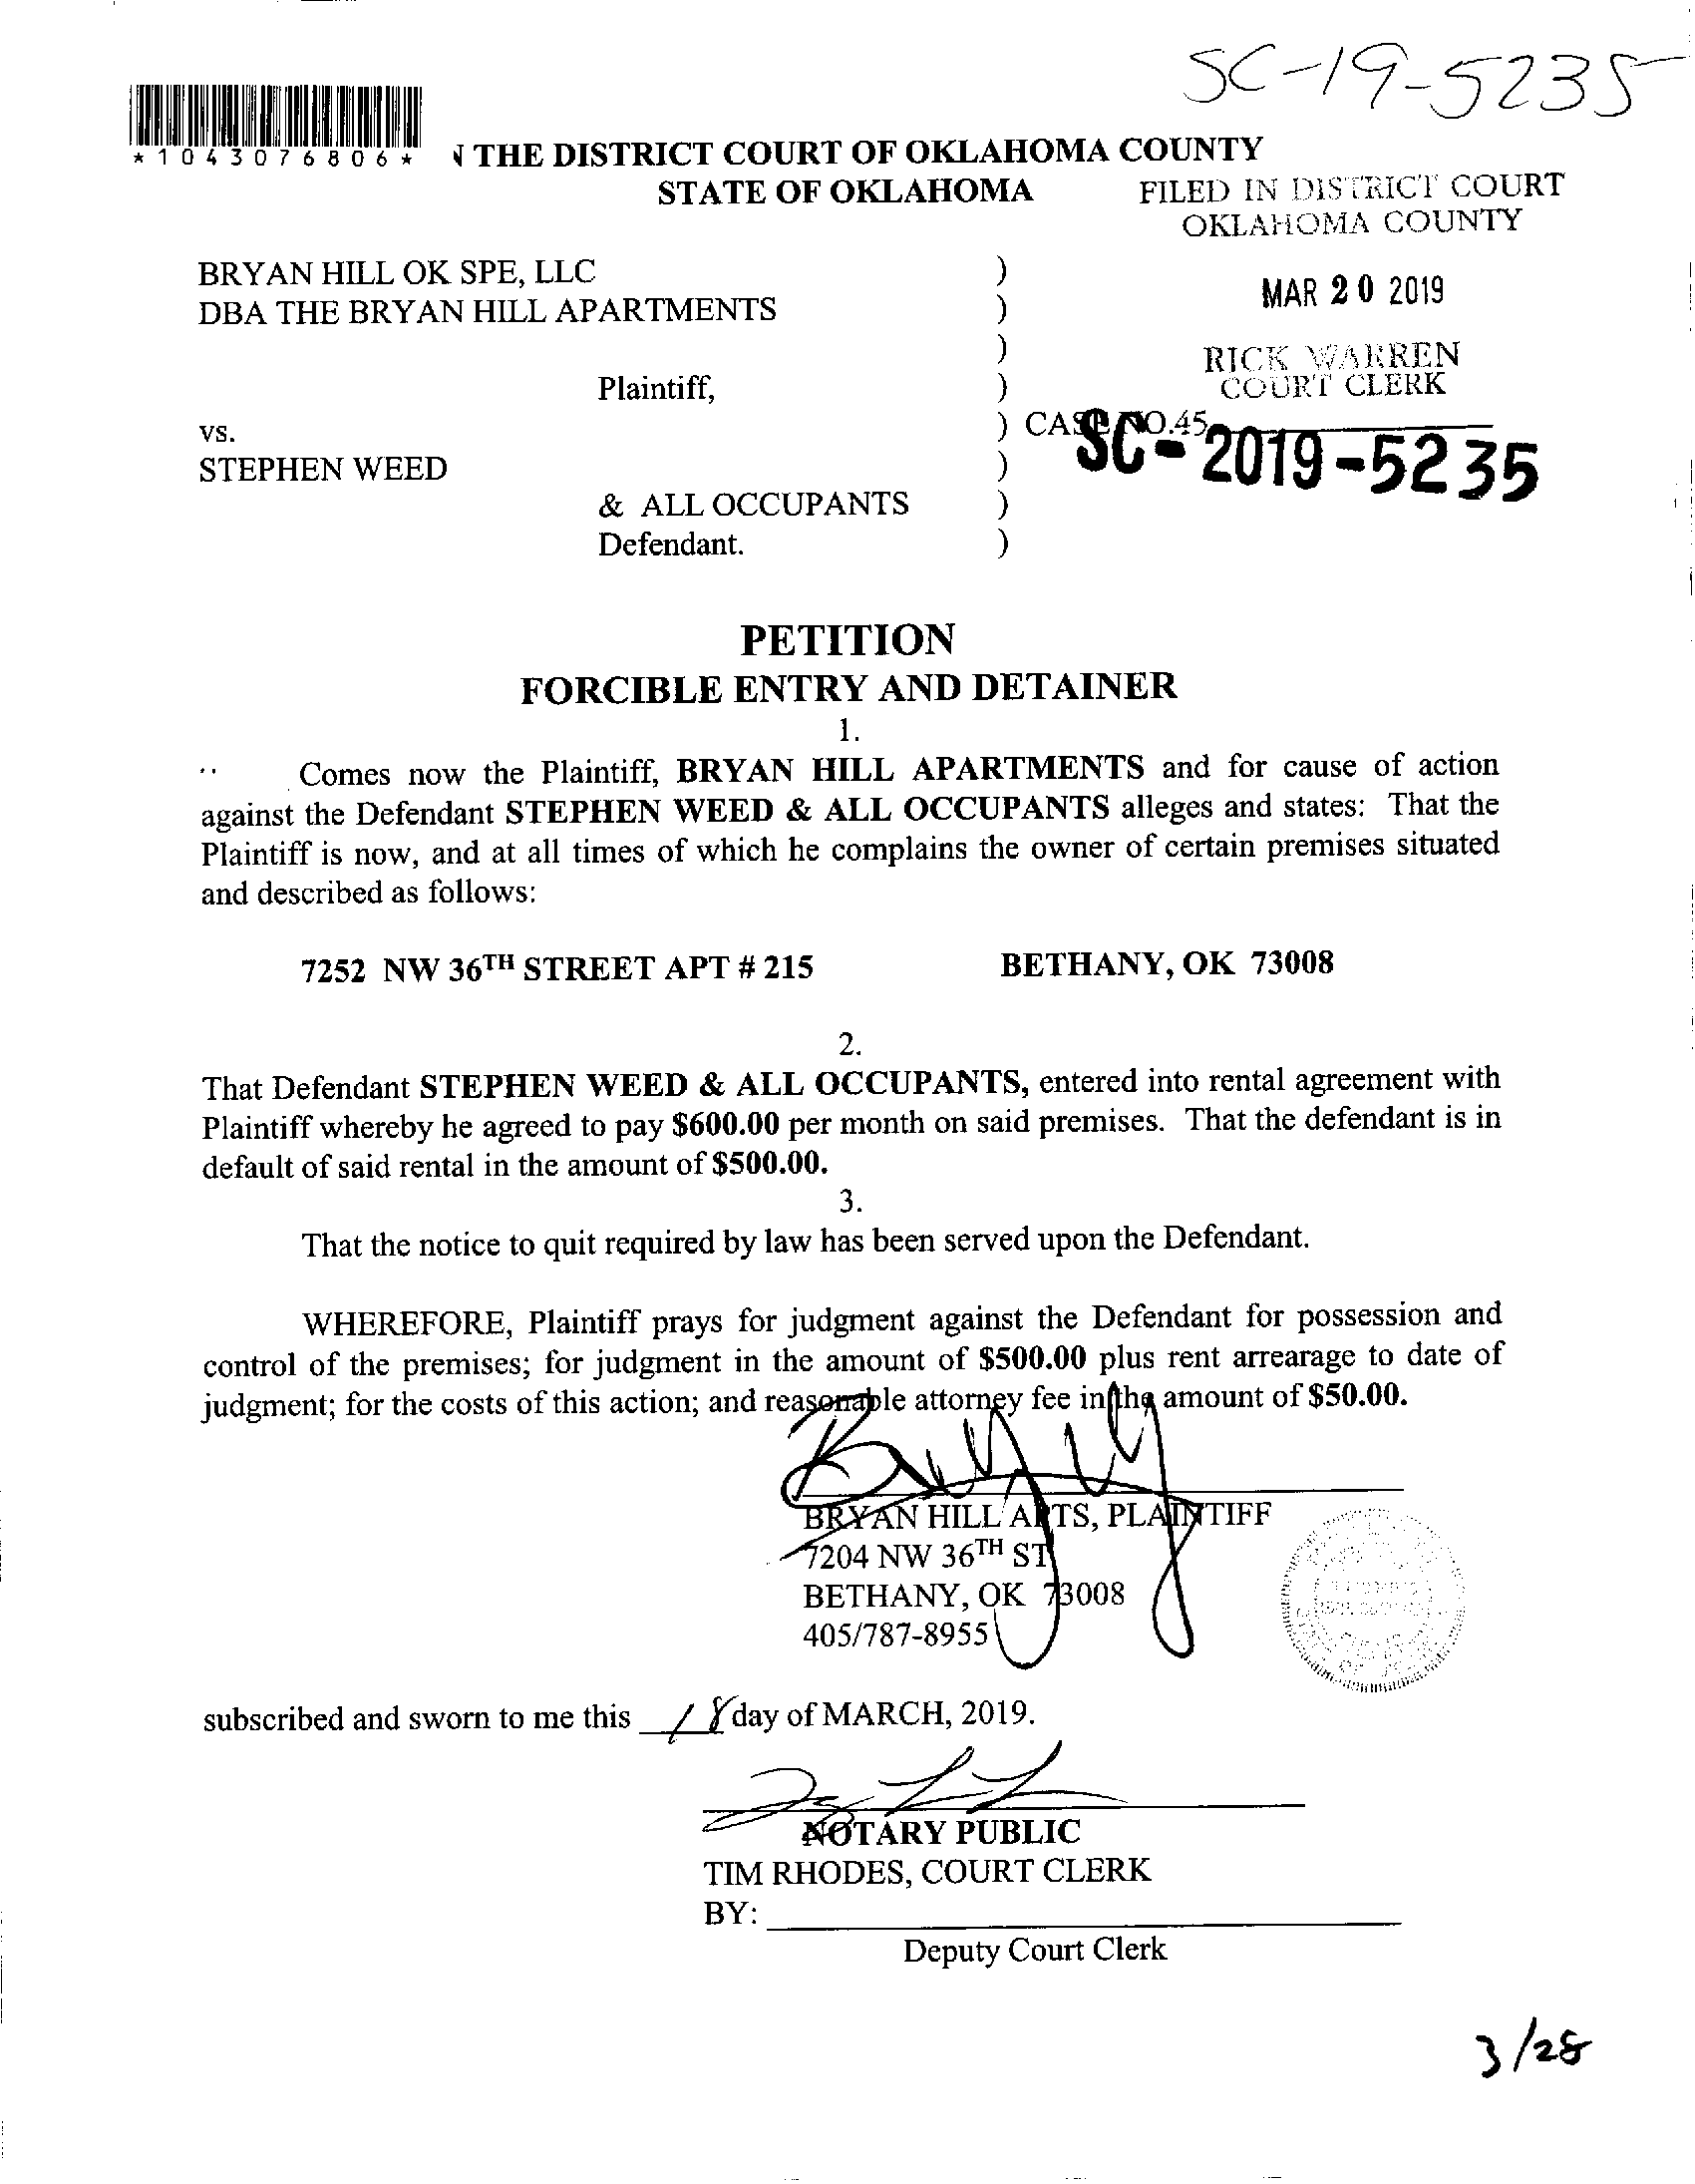 SC-19-5235
*1043076806*
THE DISTRICT COURT OF OKLAHOMA COUNTY
STATE OF OKLAHOMA
FILED IN DISTRICT COURT
OKLAHOMA COUNTY
BRYAN HILL OK SPE, LLC )
DBA THE BRYAN HILL APARTMENTS )
MAR 20 2019
)
RICK WARREN
COURT CLERK
Plaintiff, )
vs. ) CASE NO.45
SC-2019-5235
STEPHEN WEED )
& ALL OCCUPANTS )
Defendant. )
PETITION
FORCIBLE ENTRY AND DETAINER
1.
Comes now the Plaintiff, BRYAN HILL APARTMENTS and for cause of action
against the Defendant STEPHEN WEED & ALL OCCUPANTS alleges and states: That the
Plaintiff is now, and at all times of which he complains the owner of certain premises situated
and described as follows:
7252 NW 36TH STREET APT # 215 BETHANY, OK 73008
2.
That Defendant STEPHEN WEED & ALL OCCUPANTS, entered into rental agreement with
Plaintiff whereby he agreed to pay $600.00 per month on said premises. That the defendant is in
default of said rental in the amount of $500.00.
3.
That the notice to quit required by law has been served upon the Defendant.
WHEREFORE, Plaintiff prays for judgment against the Defendant for possession and
control of the premises; for judgment in the amount of $500.00 plus rent arrearage to date of
judgment; for the costs of this action; and reasonable attorney fee in the amount of $50.00.
BRYAN HILL APTS, PLAINTIFF
7204 NW 36TH ST
BETHANY, OK 73008
405/787-8955
subscribed and sworn to me this 18 day of MARCH, 2019.
NOTARY PUBLIC
TIM RHODES, COURT CLERK
BY:
Deputy Court Clerk
3/28